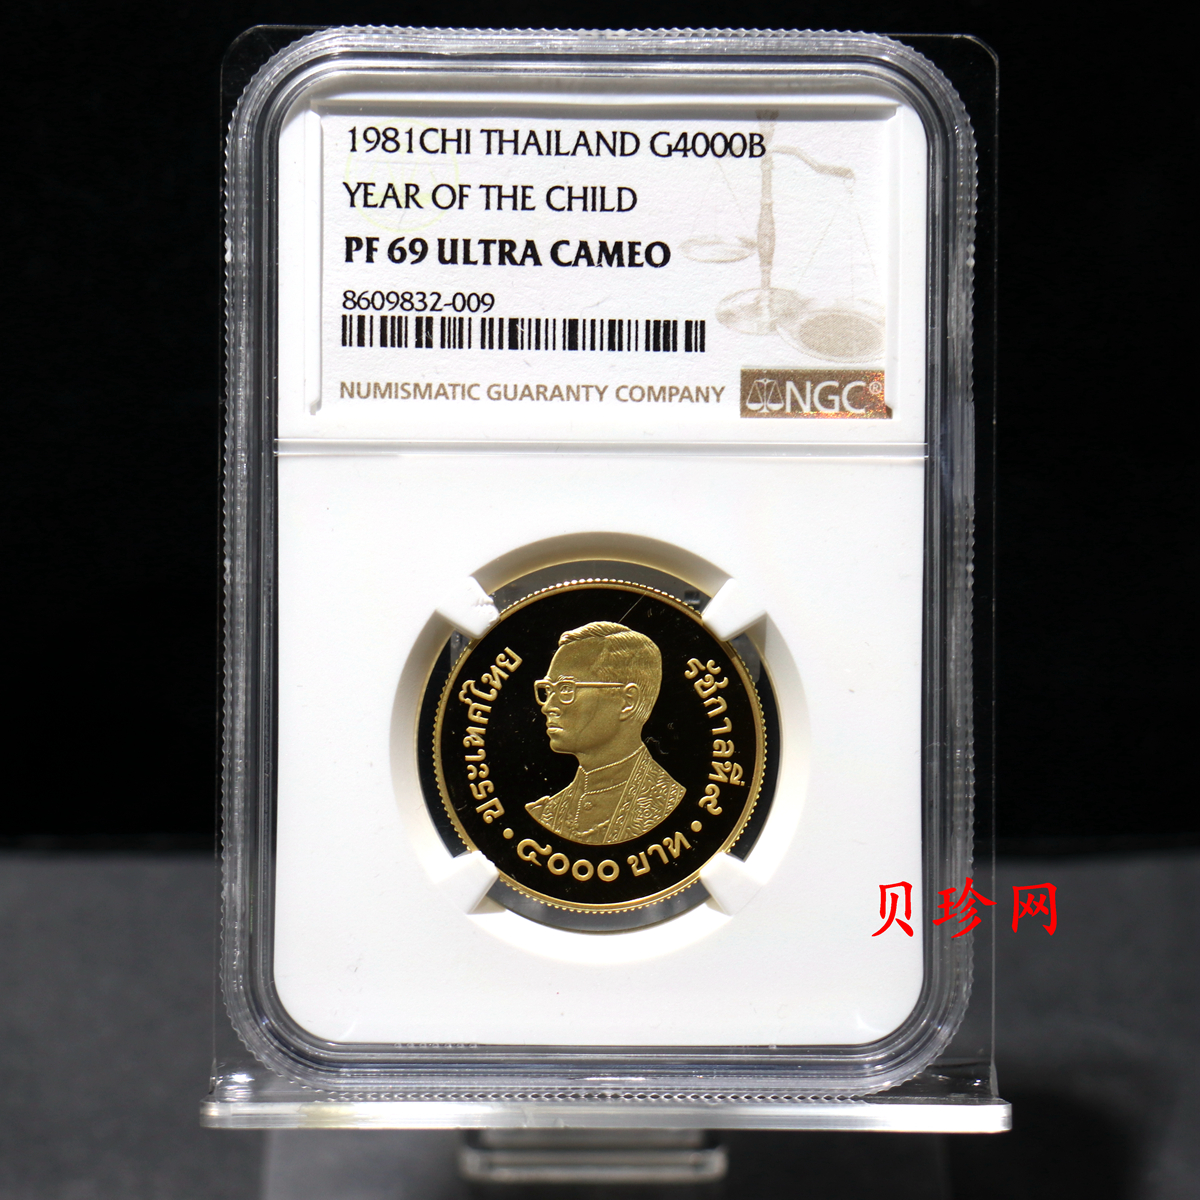 1981CHI THAILAND G4000B
YEAR OF THE CHILD
PF 69 ULTRA CAMEO
8609832-009
NUMISMATIC GUARANTY COMPANY
NGC®
ประเทศไทย
รัชกาลที่๙
• ๔๐๐๐ บาท •
贝珍网